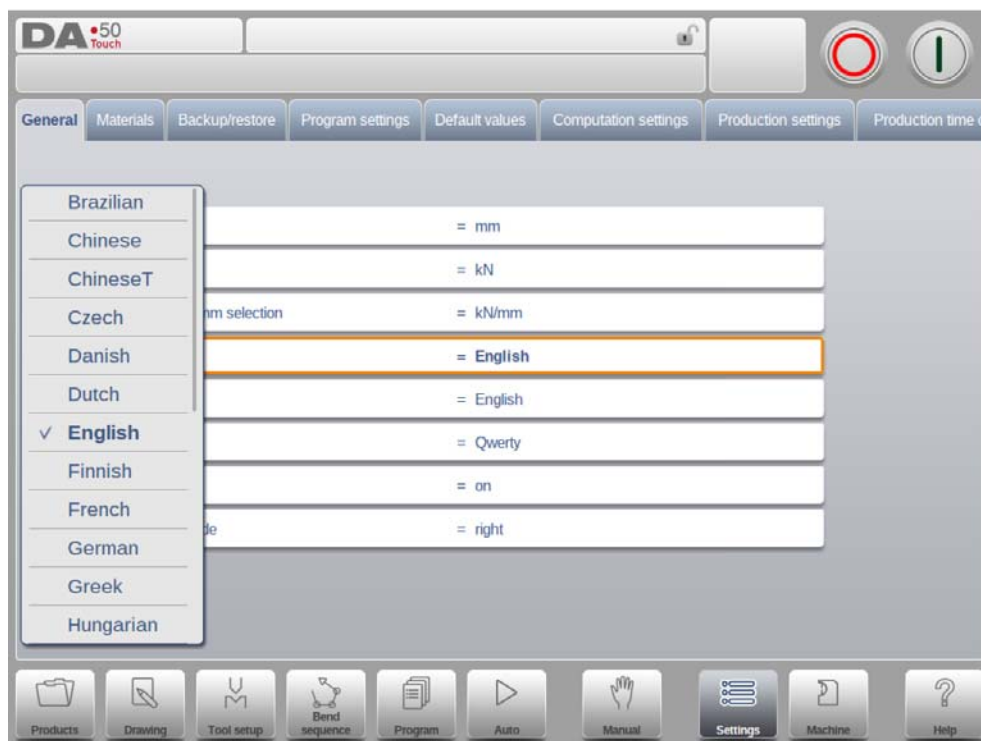 DA•50
Touch
General Materials Backup/restore Program settings Default values Computation settings Production settings Production time
Brazilian
Chinese
ChineseT
Czech
Danish
Dutch
✓ English
Finnish
French
German
Greek
Hungarian
= mm
= kN
selection = kN/mm
= English
= English
= Qwerty
= on
= right
Products Drawing Tool setup Bend sequence Program Auto Manual Settings Machine Help